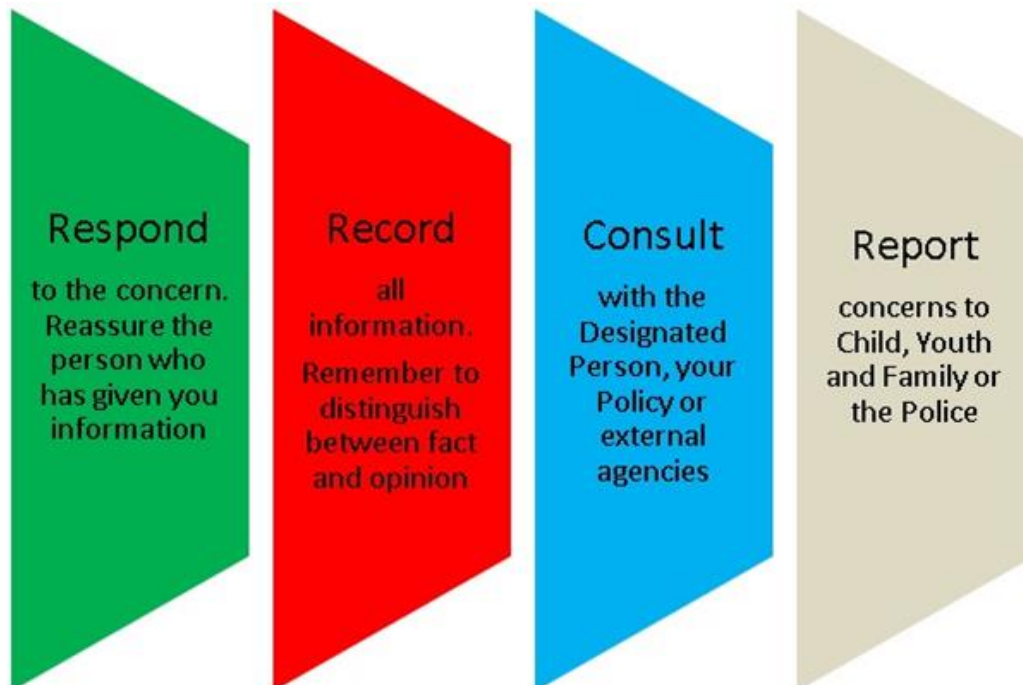 Respond
to the concern.
Reassure the
person who
has given you
information
Record
all
information.
Remember to
distinguish
between fact
and opinion
Consult
with the
Designated
Person, your
Policy or
external
agencies
Report
concerns to
Child, Youth
and Family or
the Police